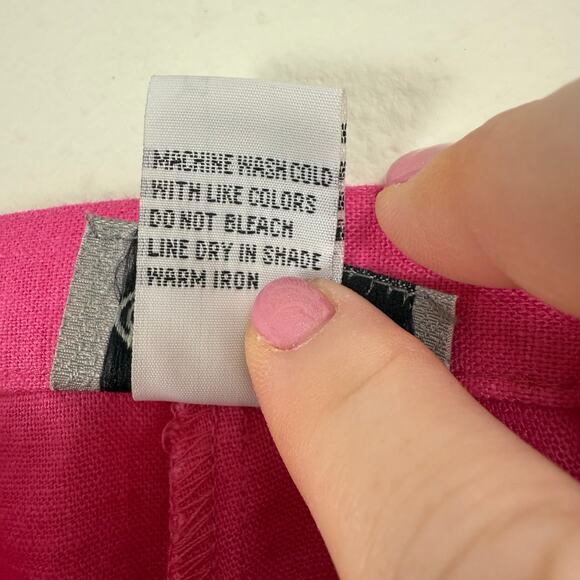 MACHINE WASH COLD
WITH LIKE COLORS
DO NOT BLEACH
LINE DRY IN SHADE
WARM IRON